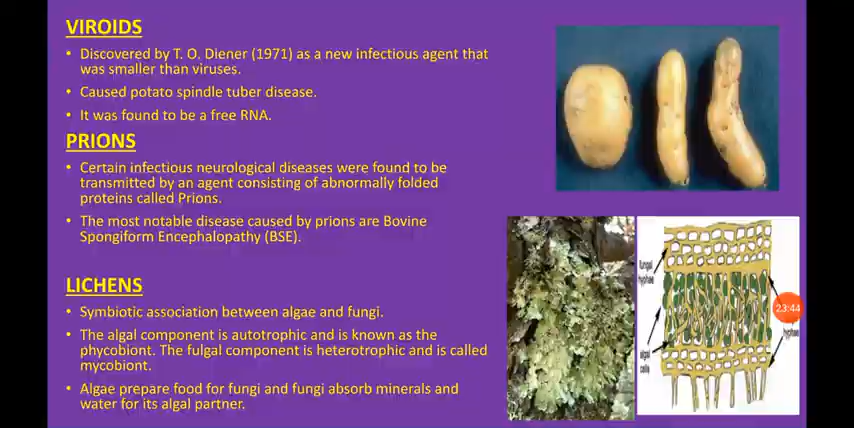 VIROIDS
• Discovered by T. O. Diener (1971) as a new infectious agent that
was smaller than viruses.
• Caused potato spindle tuber disease.
• It was found to be a free RNA.
PRIONS
• Certain infectious neurological diseases were found to be
transmitted by an agent consisting of abnormally folded
proteins called Prions.
• The most notable disease caused by prions are Bovine
Spongiform Encephalopathy (BSE).
LICHENS
• Symbiotic association between algae and fungi.
• The algal component is autotrophic and is known as the
phycobiont. The fulgal component is heterotrophic and is called
mycobiont.
• Algae prepare food for fungi and fungi absorb minerals and
water for its algal partner.
fungal
hyphae
23:44
hyphae
algal
cells